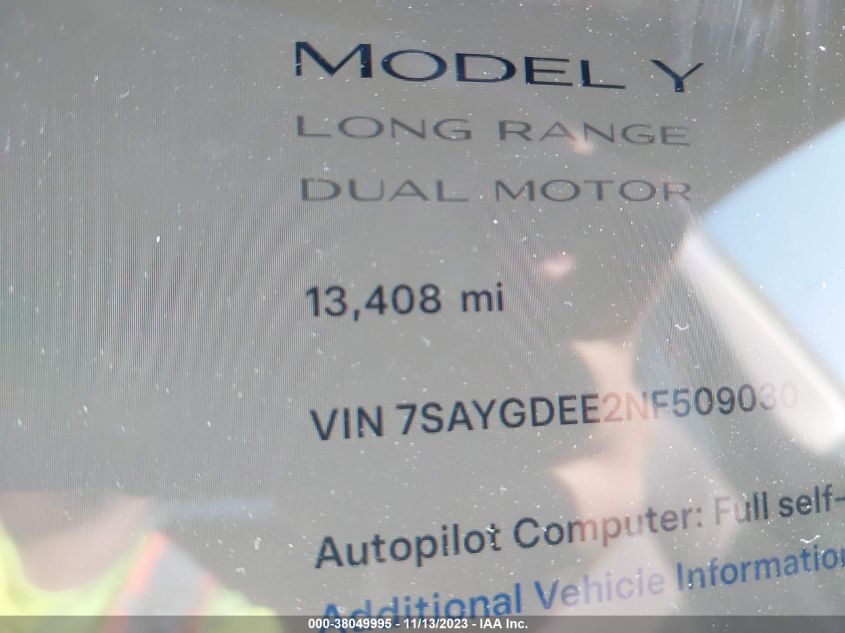 MODEL Y
LONG RANGE
DUAL MOTOR
13,408 mi
VIN 7SAYGDEE2NF509030
Autopilot Computer: Full self-
Additional Vehicle Information
000-38049995 - 11/13/2023 - IAA Inc.